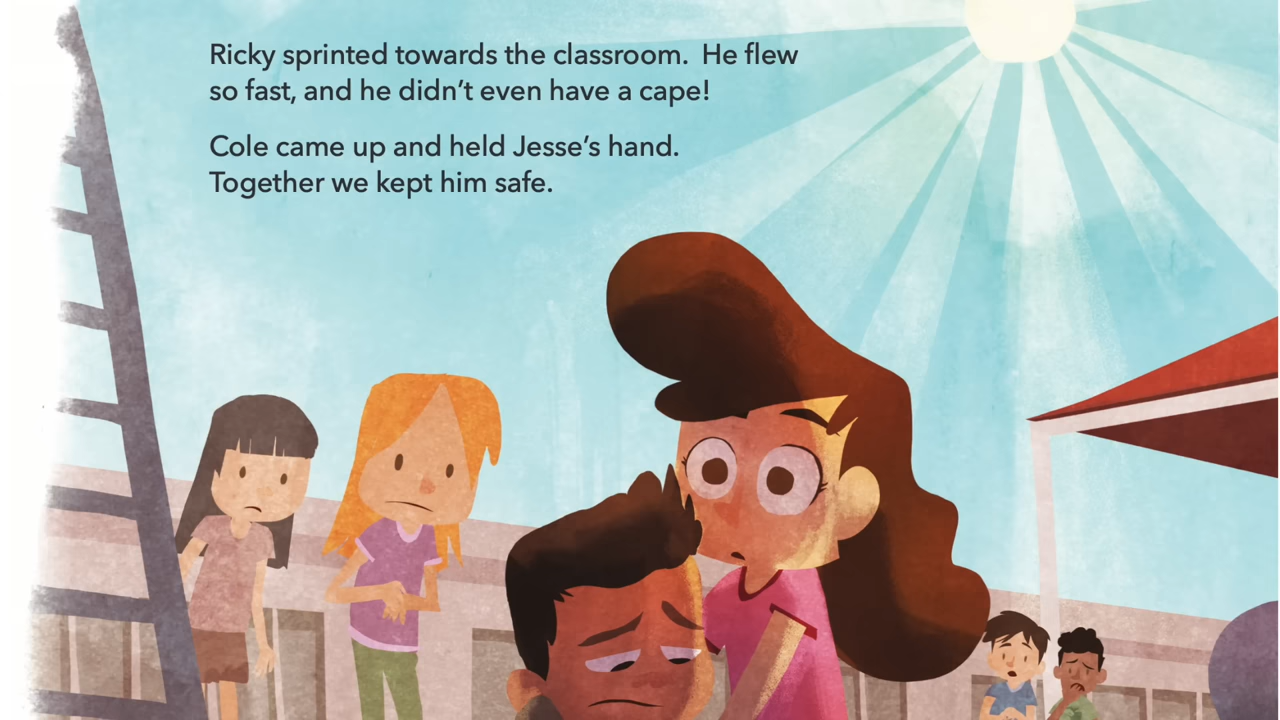 Ricky sprinted towards the classroom.  He flew
so fast, and he didn’t even have a cape!
Cole came up and held Jesse’s hand.
Together we kept him safe.